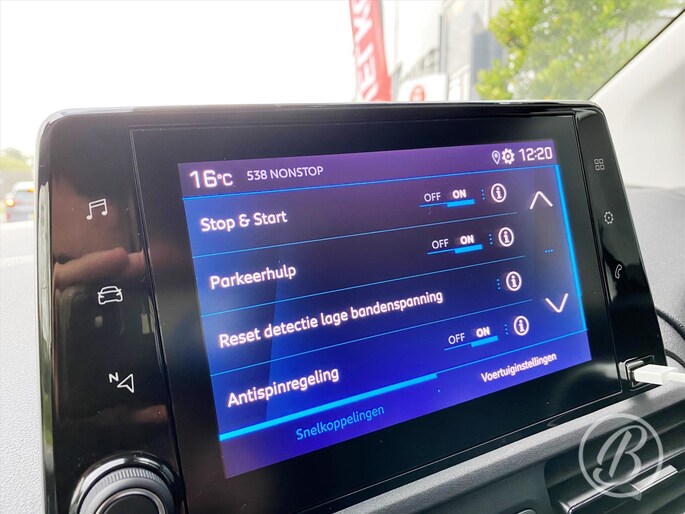 16°C 538 NONSTOP 12:20
Stop & Start OFF ON
Parkeerhulp OFF ON
Reset detectie lage bandenspanning
Antispinregeling OFF ON
Snelkoppelingen Voertuiginstellingen
N
B